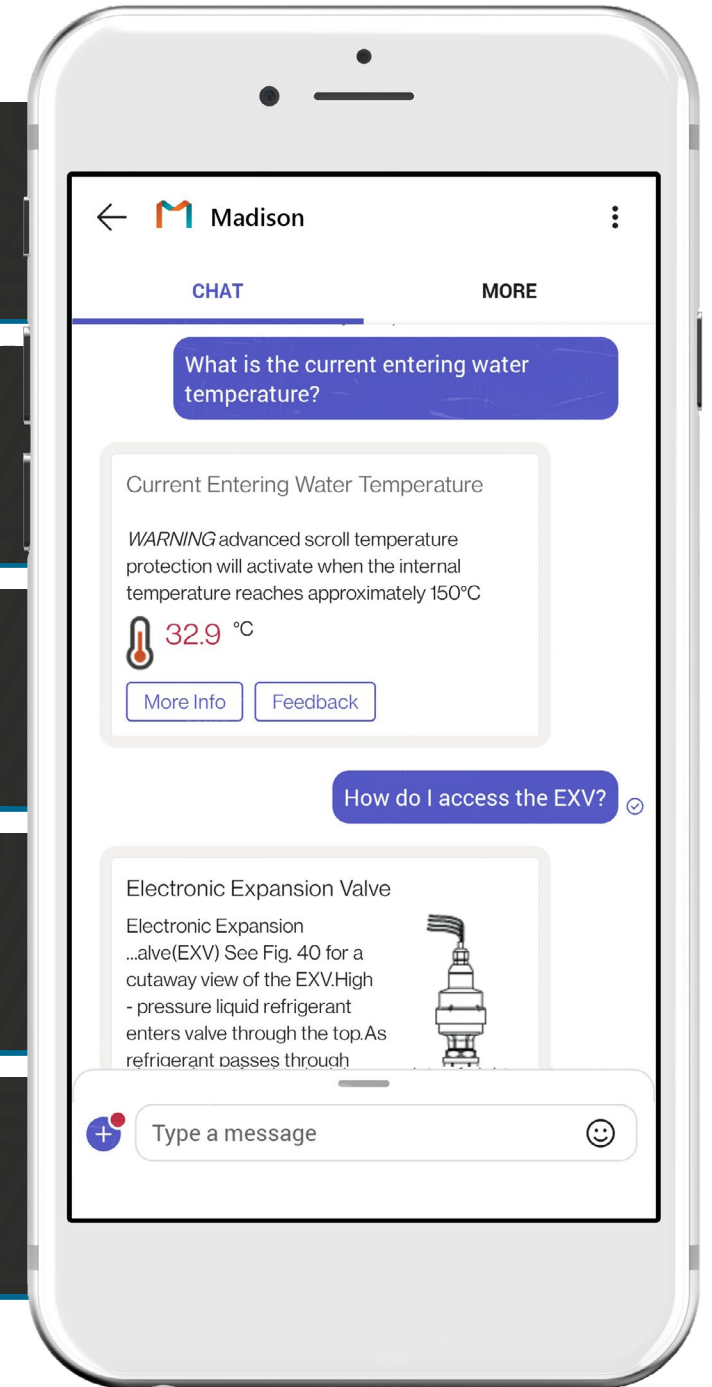 Madison
CHAT
MORE
What is the current entering water
temperature?
Current Entering Water Temperature
WARNING advanced scroll temperature
protection will activate when the internal
temperature reaches approximately 150°C
32.9 °C
More Info
Feedback
How do I access the EXV?
Electronic Expansion Valve
Electronic Expansion
...alve(EXV) See Fig. 40 for a
cutaway view of the EXV.High
- pressure liquid refrigerant
enters valve through the top.As
refrigerant passes through
Type a message